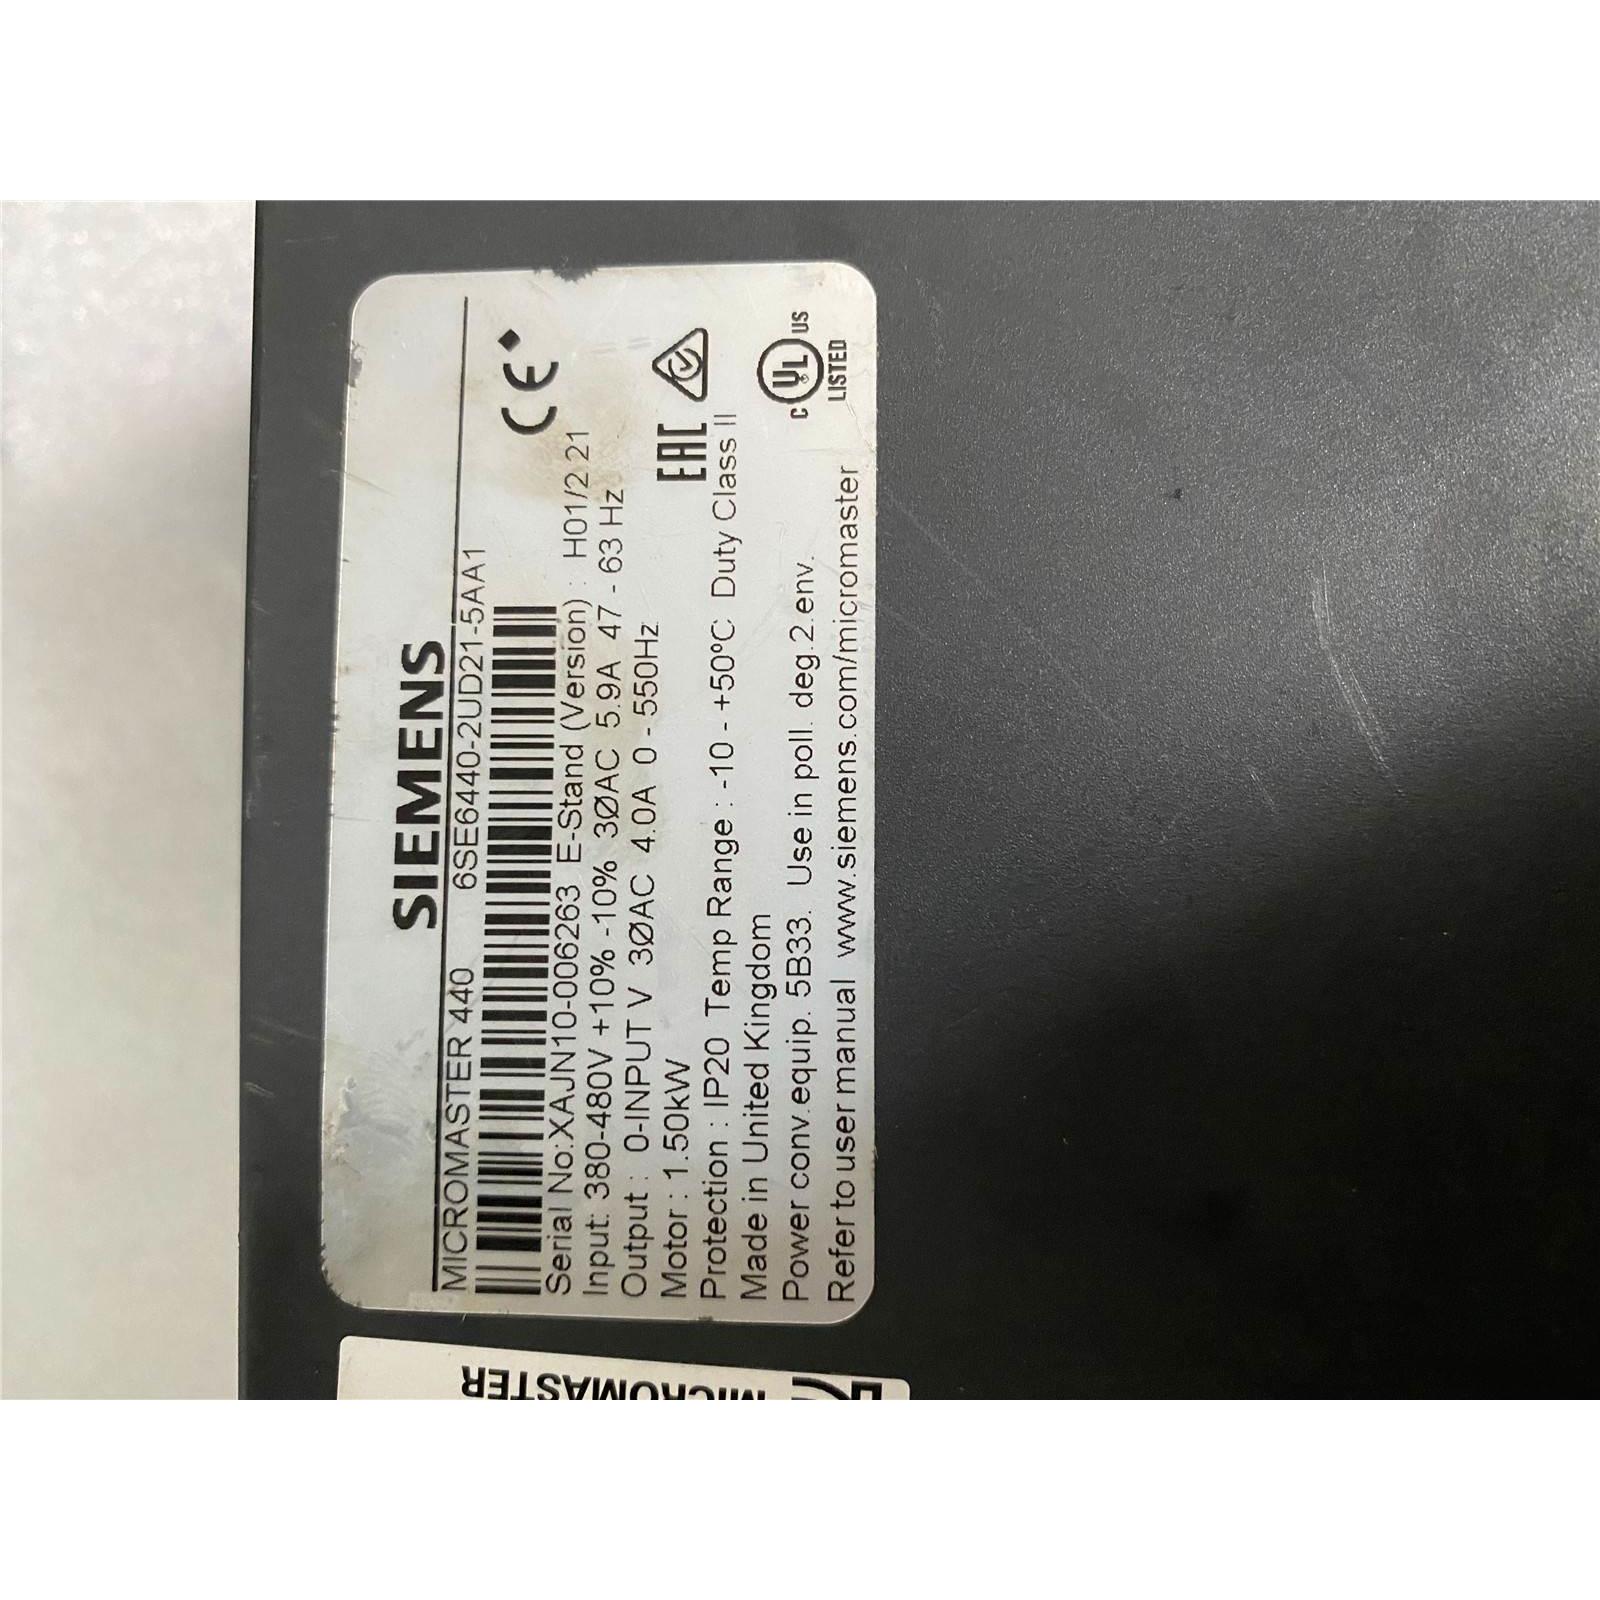 SIEMENS
MICROMASTER 440 6SE6440-2UD21-5AA1
Serial No:XAJN10-006263 E-Stand (Version) : H01/2.21
Input: 380-480V +10% -10% 3ØAC 5.9A 47 - 63 Hz
Output : 0-INPUT V 3ØAC 4.0A 0 - 550Hz
Motor : 1.50kW
Protection : IP20 Temp Range : -10 - +50°C Duty Class II
Made in United Kingdom
Power conv.equip. 5B33. Use in poll. deg.2.env.
Refer to user manual www.siemens.com/micromaster
CE
EAC
C UL US
LISTED
MICROMASTER